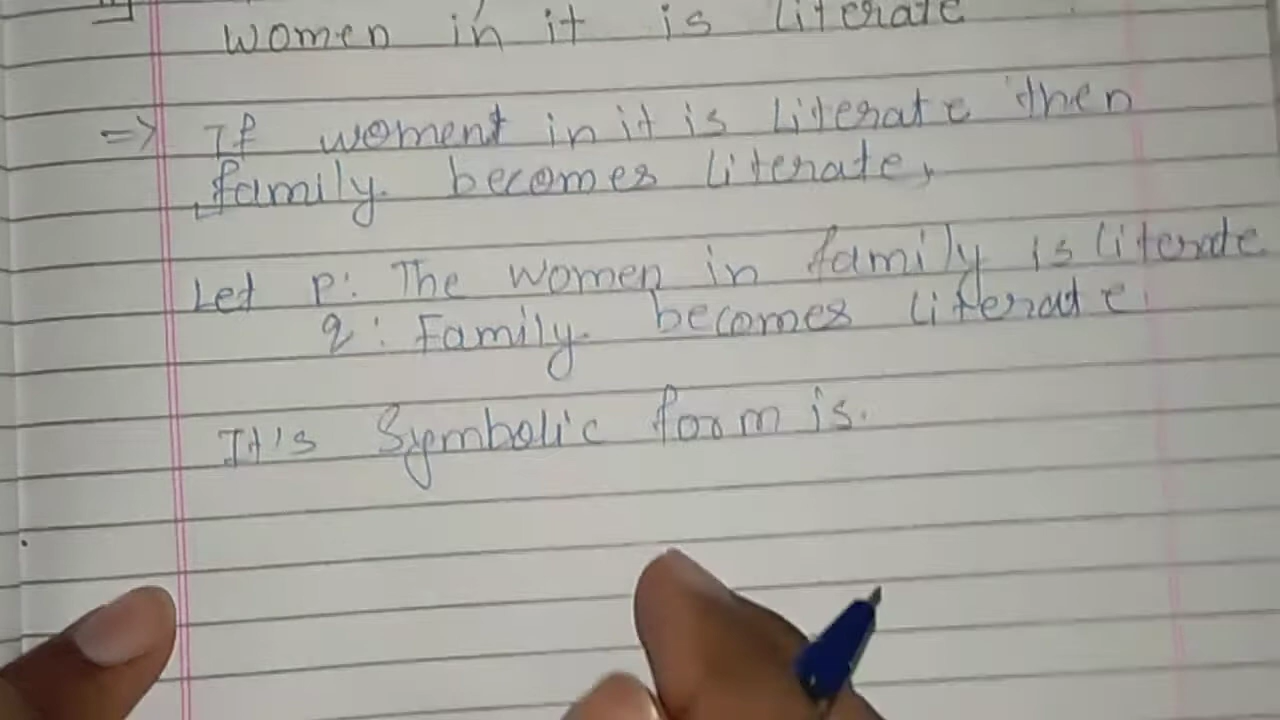 women in it is literate
=> If woment in it is literate then
family. becomes literate,
Let p: The women in family is literate
q: Family. becomes literate.
It's Symbolic form is.